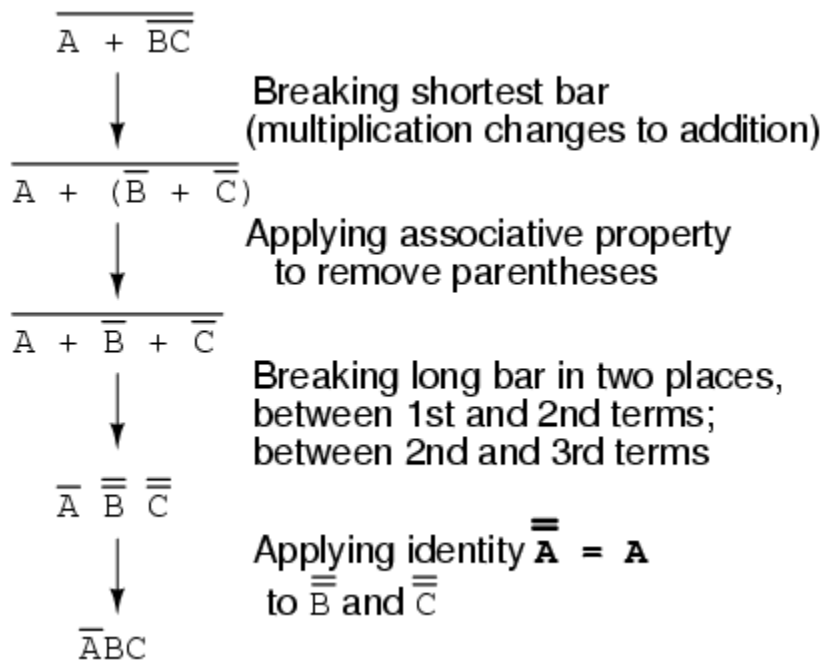 A̅ ̅+̅ ̅B̿C̿
Breaking shortest bar
(multiplication changes to addition)
A̅ ̅+̅ ̅(̅B̿ ̅+̅ ̅C̿)
Applying associative property
to remove parentheses
A̅ ̅+̅ ̅B̿ ̅+̅ ̅C̿
Breaking long bar in two places,
between 1st and 2nd terms;
between 2nd and 3rd terms
A̅ B̿ C̿
Applying identity A̿ = A
to B̿ and C̿
A̅BC